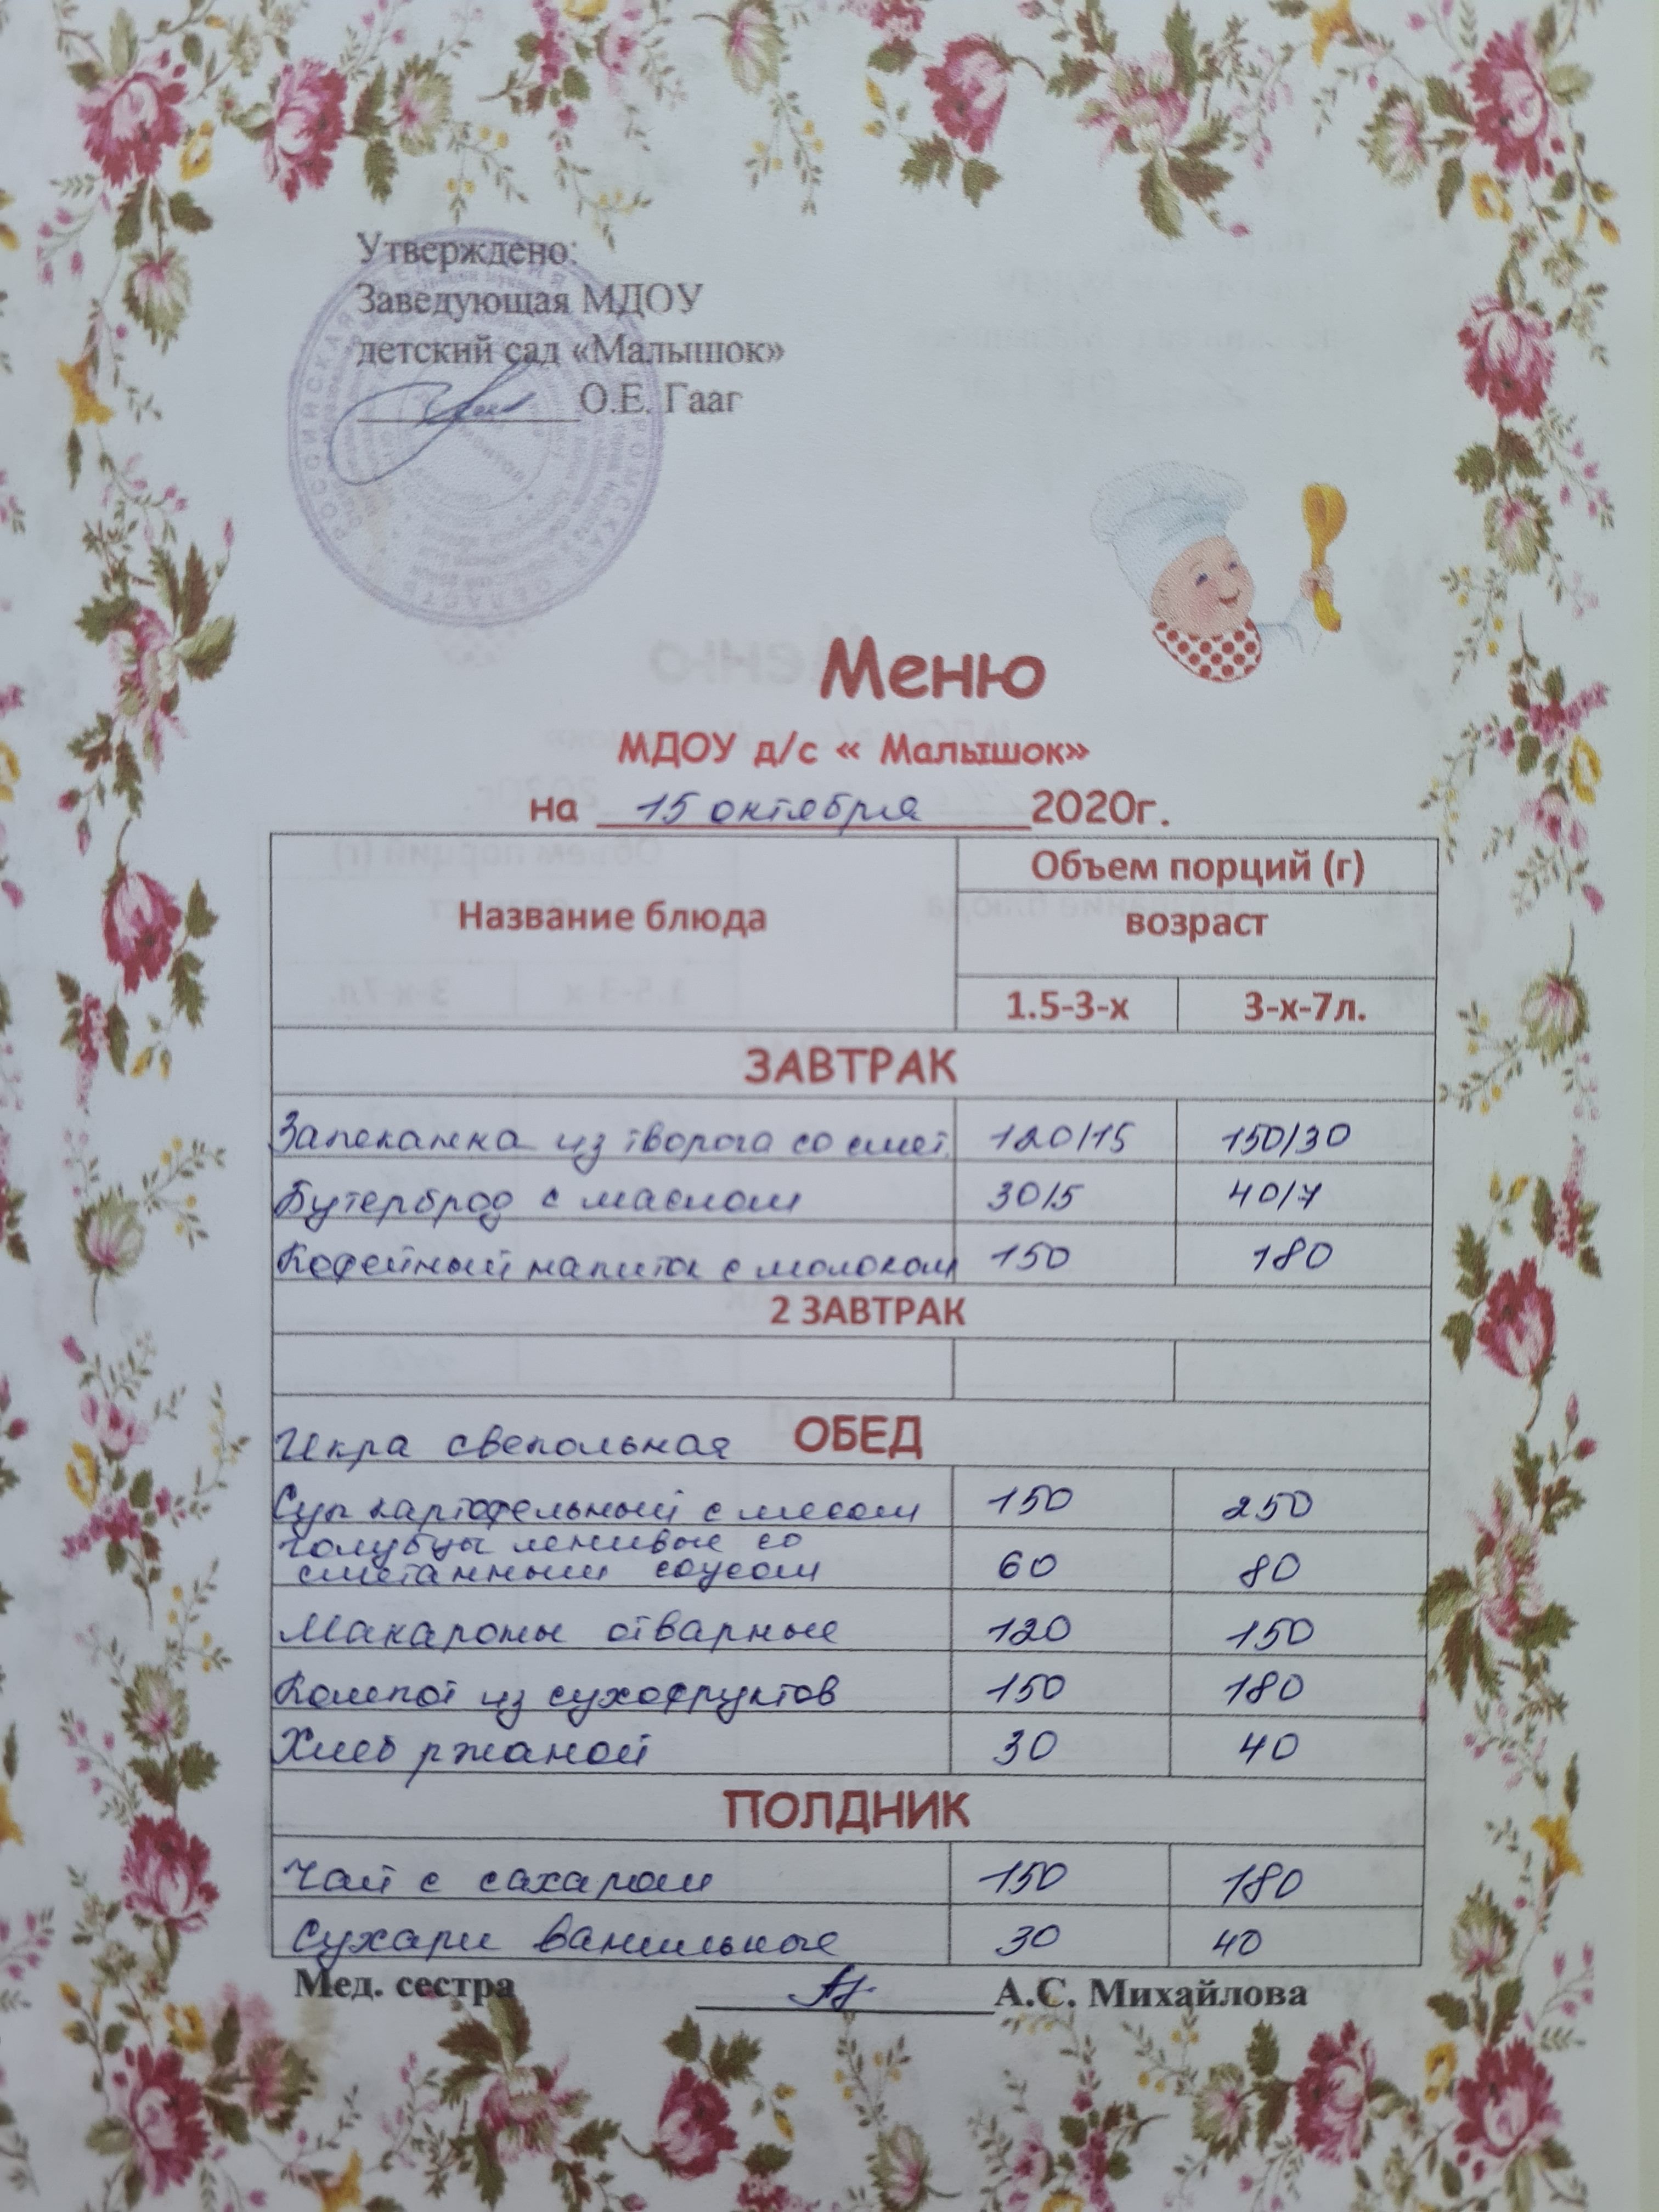 Утверждено:
Заведующая МДОУ
детский сад «Малышок»
О.Е. Гааг
РОССИЙСКАЯ КОСТРОМСКАЯ ОБЛАСТЬ
Меню
МДОУ д/с « Малышок»
на 15 октября 2020г.
Название блюда Объем порций (г)
возраст
1.5-3-х 3-х-7л.
ЗАВТРАК
Запеканка из творога со смет. 120/15 150/30
Бутерброд с маслом 30/5 40/7
Кофейный напиток с молоком 150 180
2 ЗАВТРАК
Икра свекольная ОБЕД
Суп картофельный с мясом 150 250
Голубцы ленивые со
сметанным соусом 60 80
Макароны отварные 120 150
Компот из сухофруктов 150 180
Хлеб ржаной 30 40
ПОЛДНИК
Чай с сахаром 150 180
Сухари ванильные 30 40
Мед. сестра А.С. Михайлова